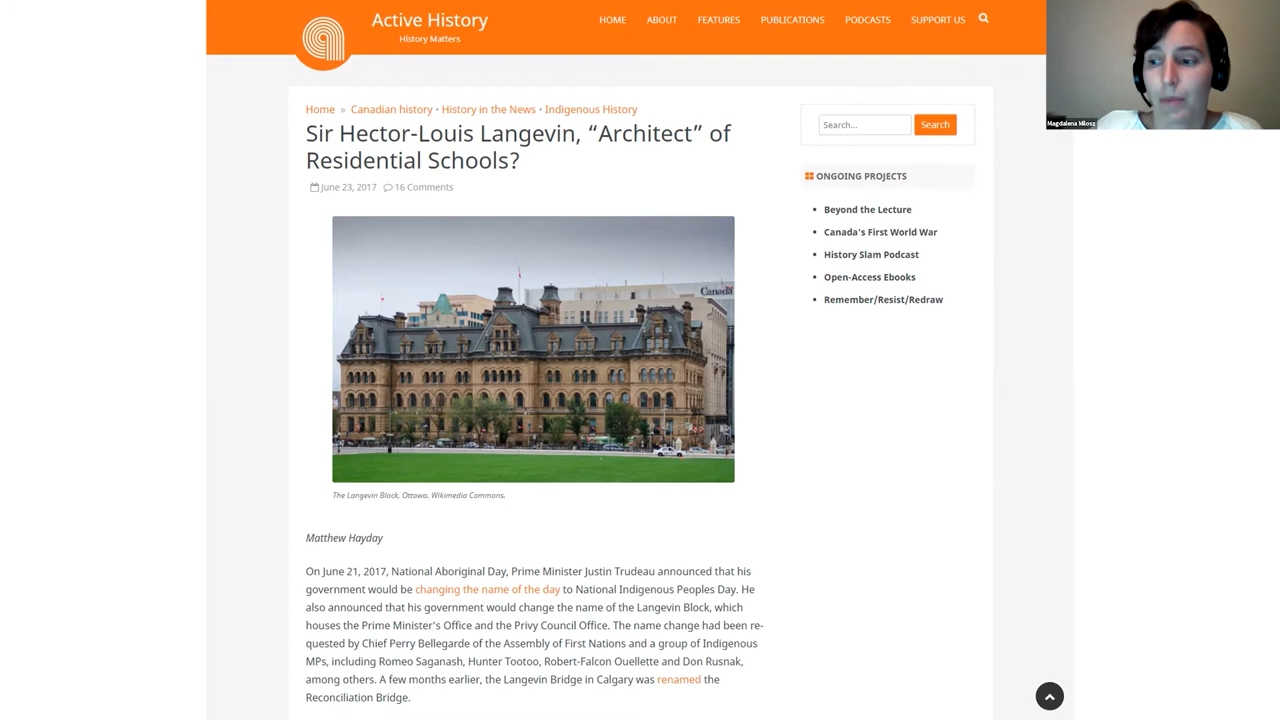 Active History
History Matters
HOME ABOUT FEATURES PUBLICATIONS PODCASTS SUPPORT US
Magdalena Milosz
Home » Canadian history • History in the News • Indigenous History
Sir Hector-Louis Langevin, “Architect” of
Residential Schools?
June 23, 2017 16 Comments
Search... Search
ONGOING PROJECTS
• Beyond the Lecture
• Canada's First World War
• History Slam Podcast
• Open-Access Ebooks
• Remember/Resist/Redraw
Canada
The Langevin Block, Ottawa. Wikimedia Commons.
Matthew Hayday
On June 21, 2017, National Aboriginal Day, Prime Minister Justin Trudeau announced that his
government would be changing the name of the day to National Indigenous Peoples Day. He
also announced that his government would change the name of the Langevin Block, which
houses the Prime Minister’s Office and the Privy Council Office. The name change had been re-
quested by Chief Perry Bellegarde of the Assembly of First Nations and a group of Indigenous
MPs, including Romeo Saganash, Hunter Tootoo, Robert-Falcon Ouellette and Don Rusnak,
among others. A few months earlier, the Langevin Bridge in Calgary was renamed the
Reconciliation Bridge.